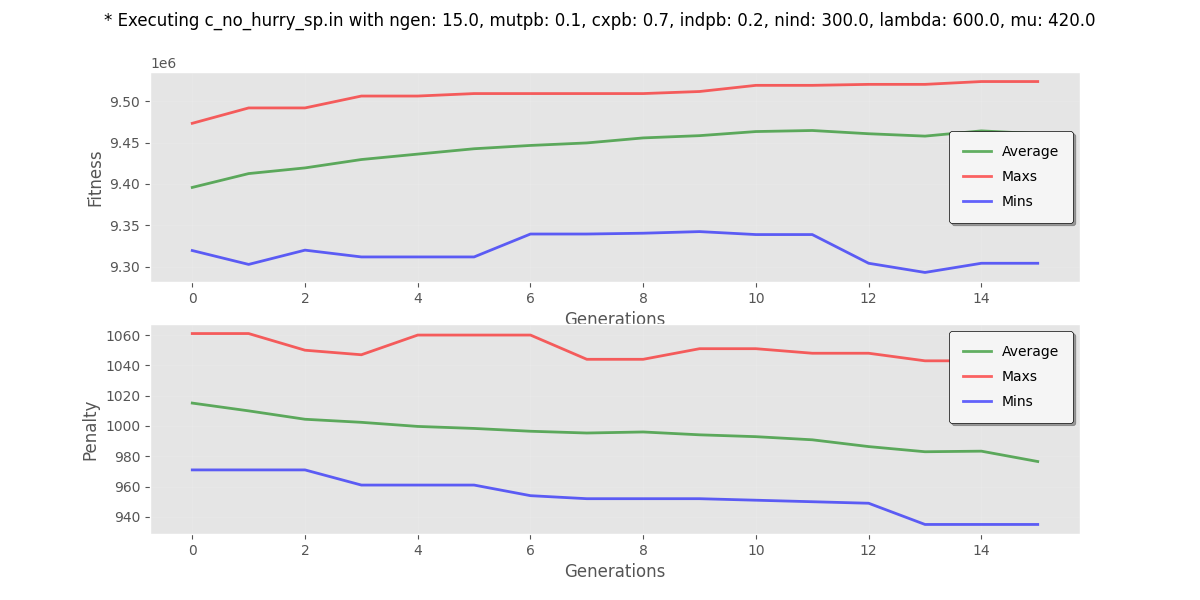 * Executing c_no_hurry_sp.in with ngen: 15.0, mutpb: 0.1, cxpb: 0.7, indpb: 0.2, nind: 300.0, lambda: 600.0, mu: 420.0
1e6
9.50
9.45
9.40
9.35
9.30
Fitness
Average
Maxs
Mins
0 2 4 6 8 10 12 14
Generations
1060
1040
1020
1000
980
960
940
Penalty
Average
Maxs
Mins
0 2 4 6 8 10 12 14
Generations